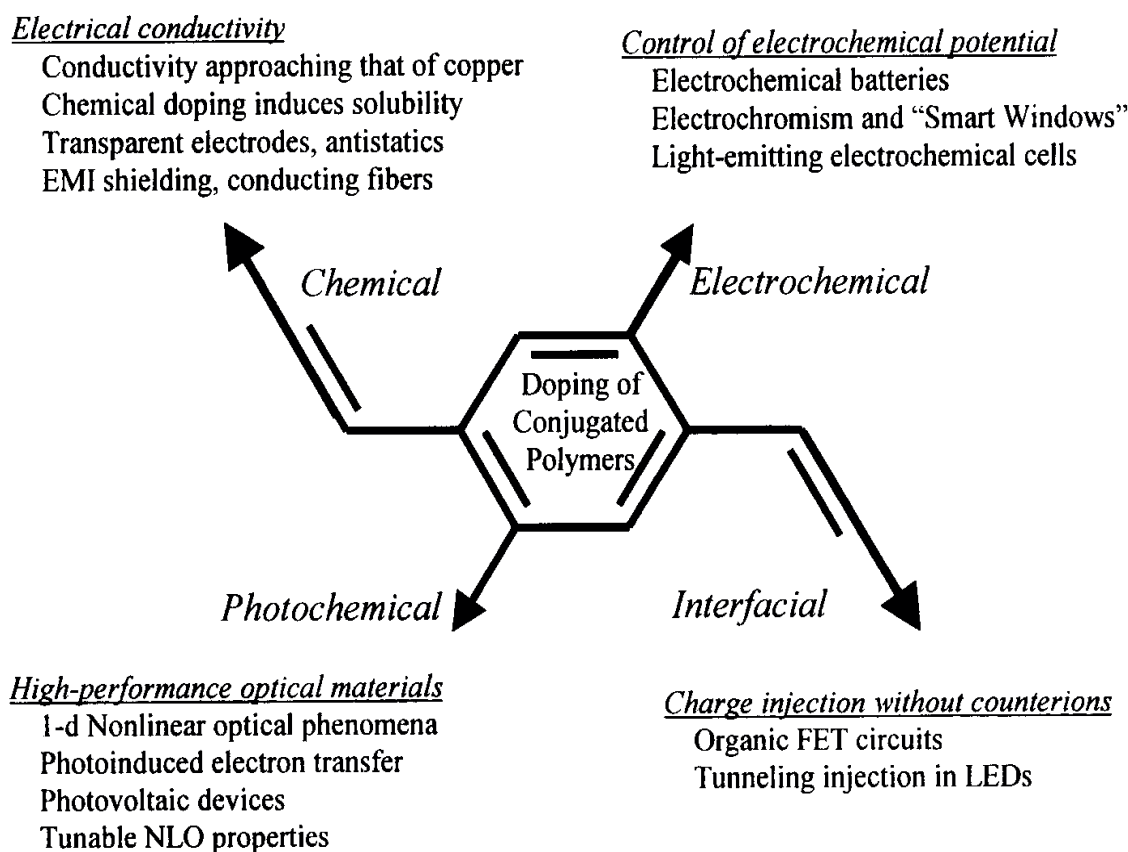 Electrical conductivity
Conductivity approaching that of copper
Chemical doping induces solubility
Transparent electrodes, antistatics
EMI shielding, conducting fibers
Control of electrochemical potential
Electrochemical batteries
Electrochromism and “Smart Windows”
Light-emitting electrochemical cells
Chemical
Electrochemical
Doping of
Conjugated
Polymers
Photochemical
Interfacial
High-performance optical materials
1-d Nonlinear optical phenomena
Photoinduced electron transfer
Photovoltaic devices
Tunable NLO properties
Charge injection without counterions
Organic FET circuits
Tunneling injection in LEDs